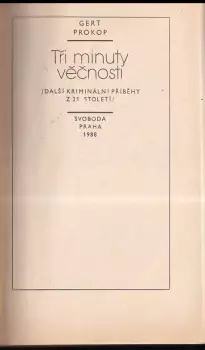 GERT
PROKOP
Tři minuty
věčnosti
/DALŠÍ KRIMINÁLNÍ PŘÍBĚHY
Z 21. STOLETÍ/
SVOBODA
PRAHA
1988